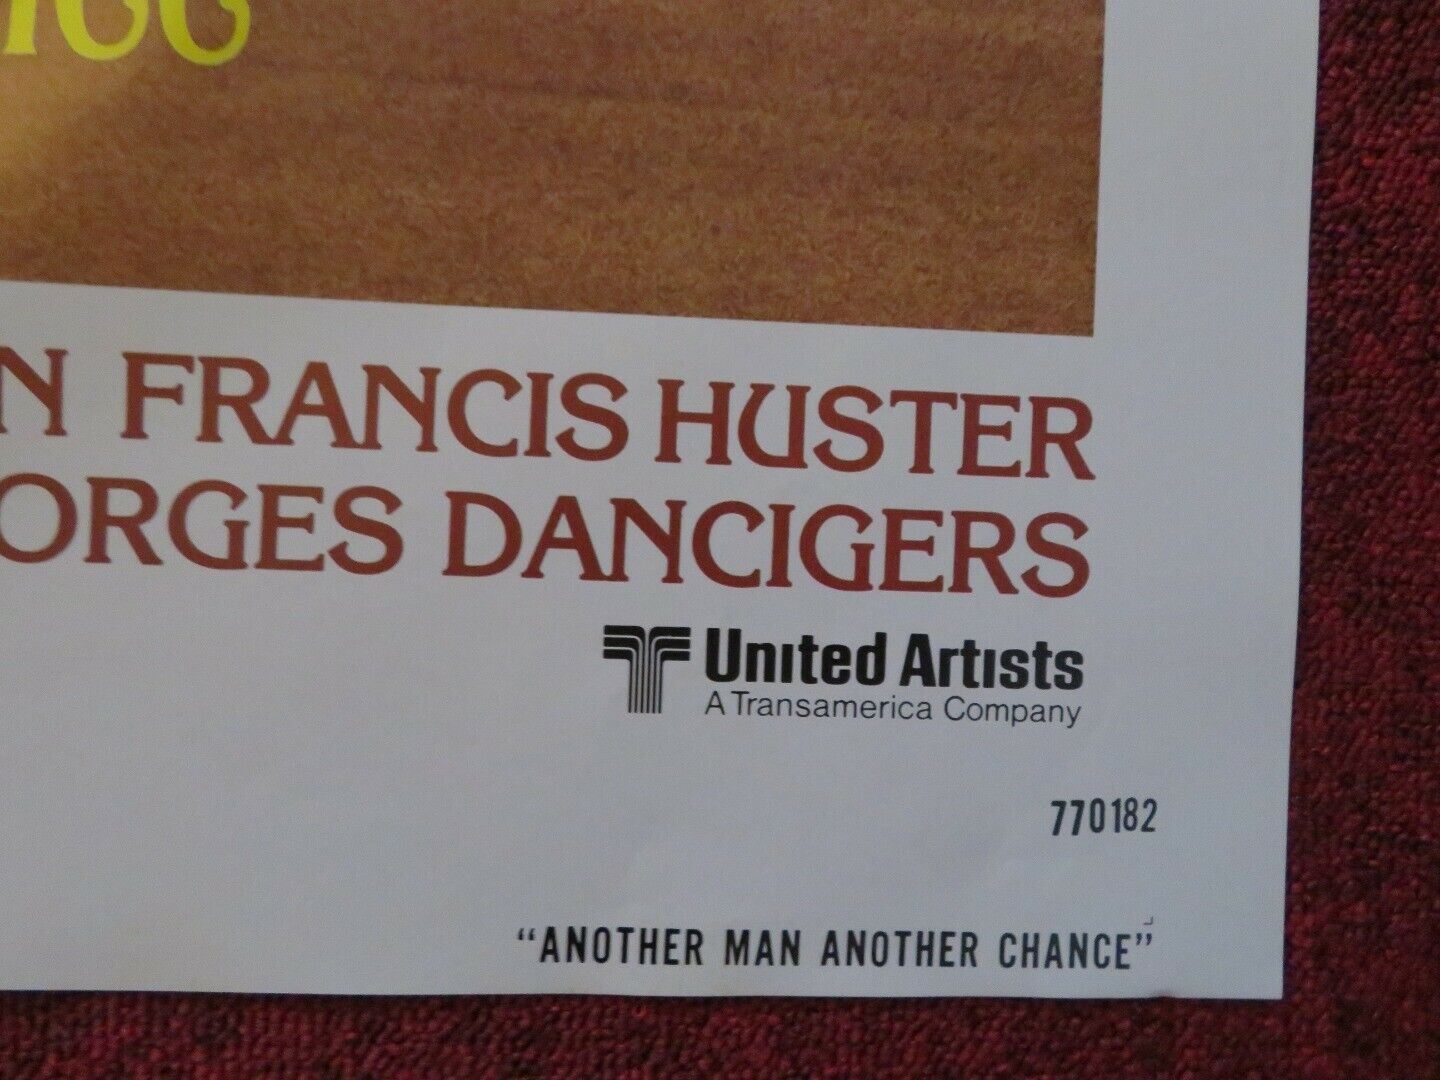 N FRANCIS HUSTER
ORGES DANCIGERS
United Artists
A Transamerica Company
770182
“ANOTHER MAN ANOTHER CHANCE”